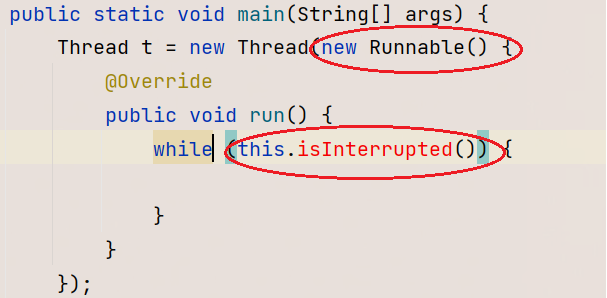 public static void main(String[] args) {
Thread t = new Thread(new Runnable() {
@Override
public void run() {
while (this.isInterrupted()) {
}
}
});